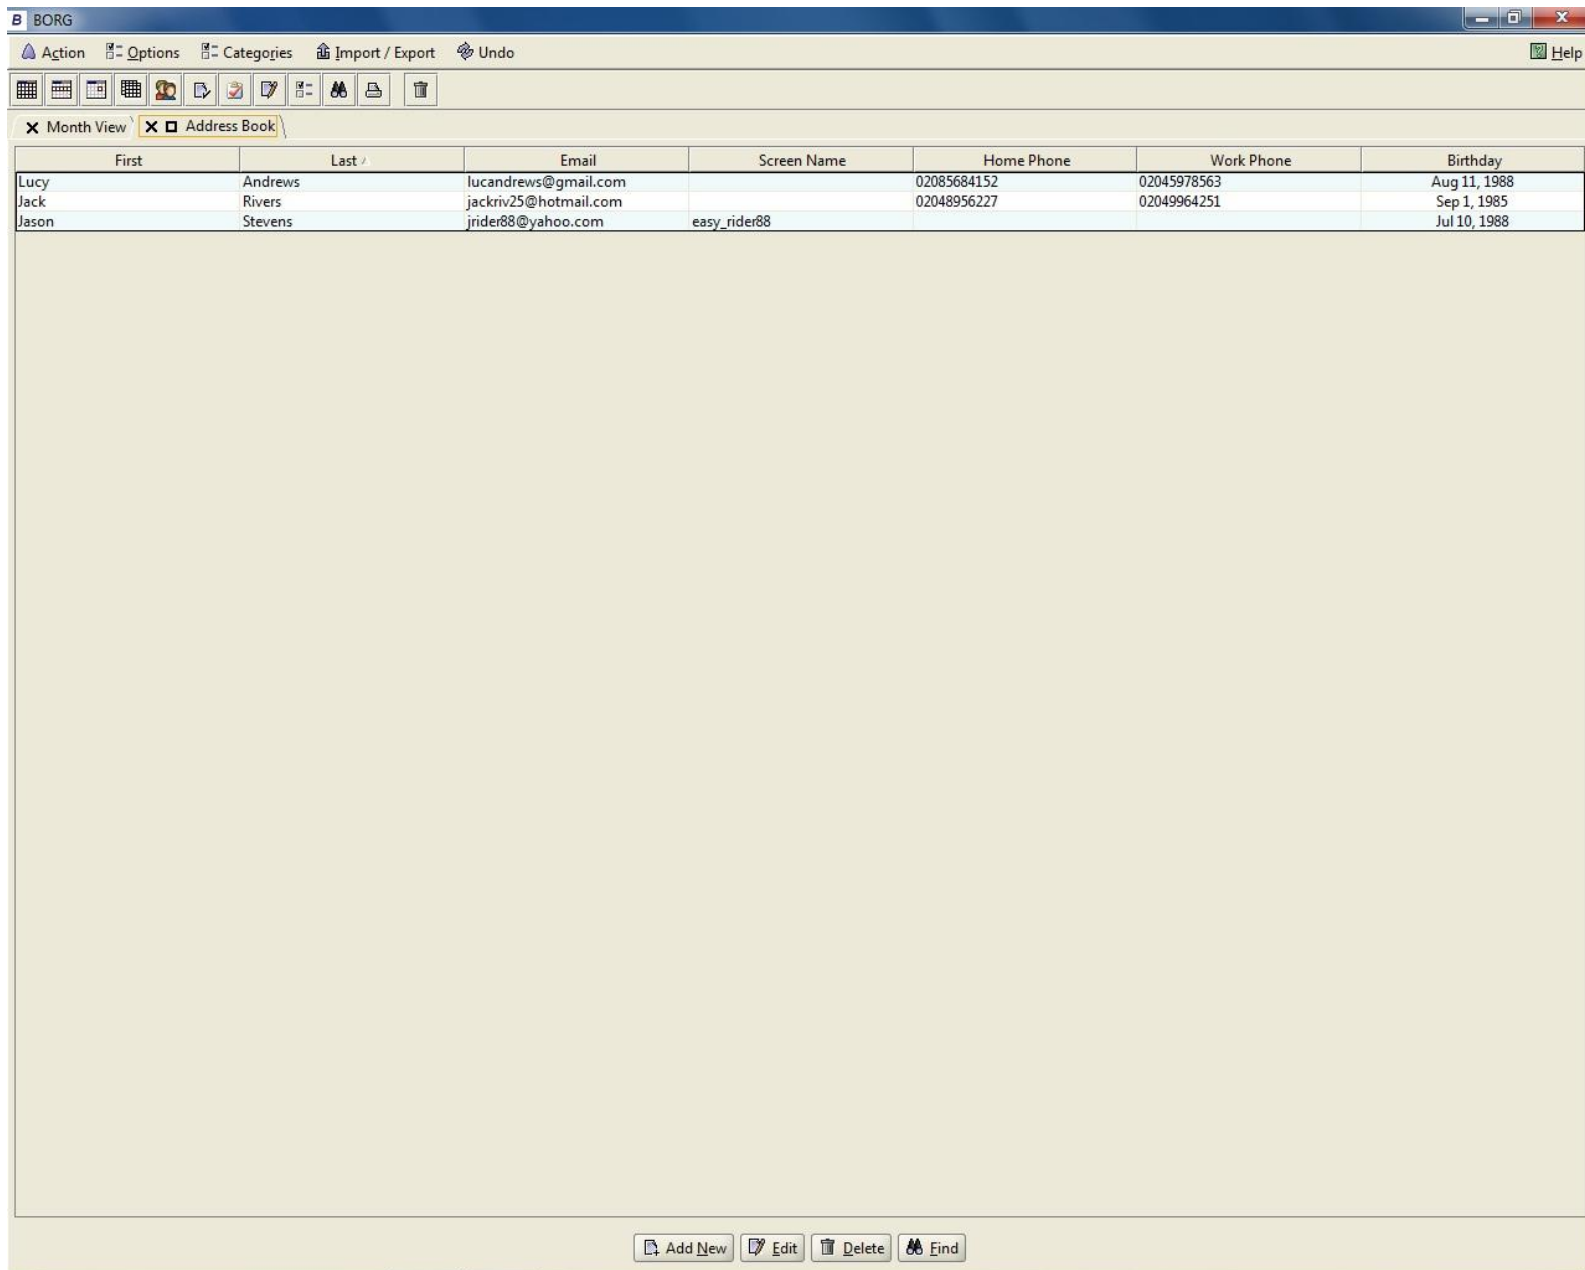 B BORG
Action Options Categories Import / Export Undo Help
Month View Address Book
First Last Email Screen Name Home Phone Work Phone Birthday
Lucy Andrews lucandrews@gmail.com 02085684152 02045978563 Aug 11, 1988
Jack Rivers jackriv25@hotmail.com 02048956227 02049964251 Sep 1, 1985
Jason Stevens jrider88@yahoo.com easy_rider88 Jul 10, 1988
Add New Edit Delete Find